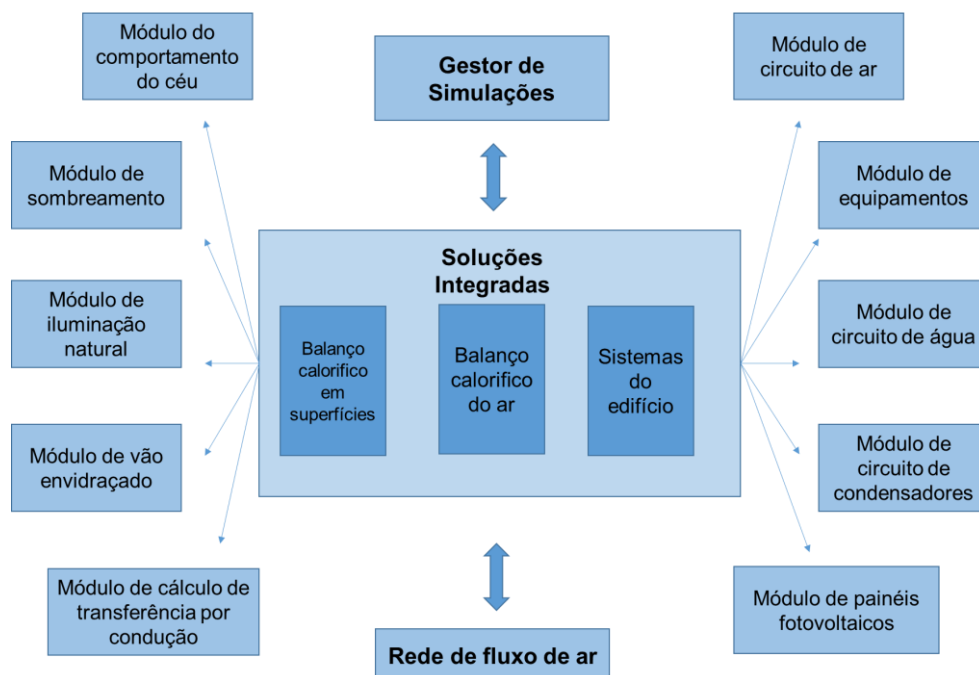 Módulo do
comportamento
do céu
Gestor de
Simulações
Módulo de
circuito de ar
Módulo de
sombreamento
Módulo de
equipamentos
Soluções
Integradas
Módulo de
iluminação
natural
Balanço
calorifico
em
superfícies
Balanço
calorifico
do ar
Sistemas
do
edifício
Módulo de
circuito de água
Módulo de vão
envidraçado
Módulo de
circuito de
condensadores
Módulo de cálculo de
transferência por
condução
Módulo de painéis
fotovoltaicos
Rede de fluxo de ar